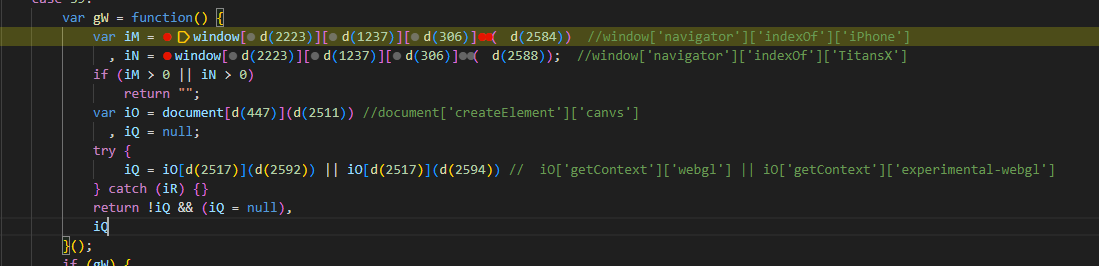 case 39:
var gW = function() {
var iM = window[ d(2223)][ d(1237)][ d(306)] ( d(2584)) //window['navigator']['indexOf']['iPhone']
, iN = window[ d(2223)][ d(1237)][ d(306)] ( d(2588)); //window['navigator']['indexOf']['TitansX']
if (iM > 0 || iN > 0)
return "";
var iO = document[d(447)](d(2511)) //document['createElement']['canvs']
, iQ = null;
try {
iQ = iO[d(2517)](d(2592)) || iO[d(2517)](d(2594)) // iO['getContext']['webgl'] || iO['getContext']['experimental-webgl']
} catch (iR) {}
return !iQ && (iQ = null),
iQ
}();
if (gW) {